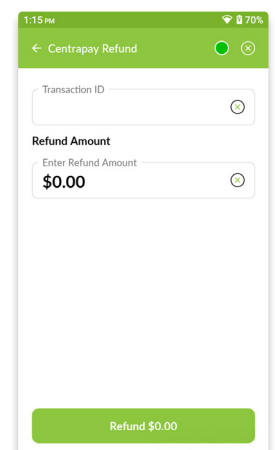 1:15 PM 70%
← Centrapay Refund
Transaction ID
Refund Amount
Enter Refund Amount
$0.00
Refund $0.00